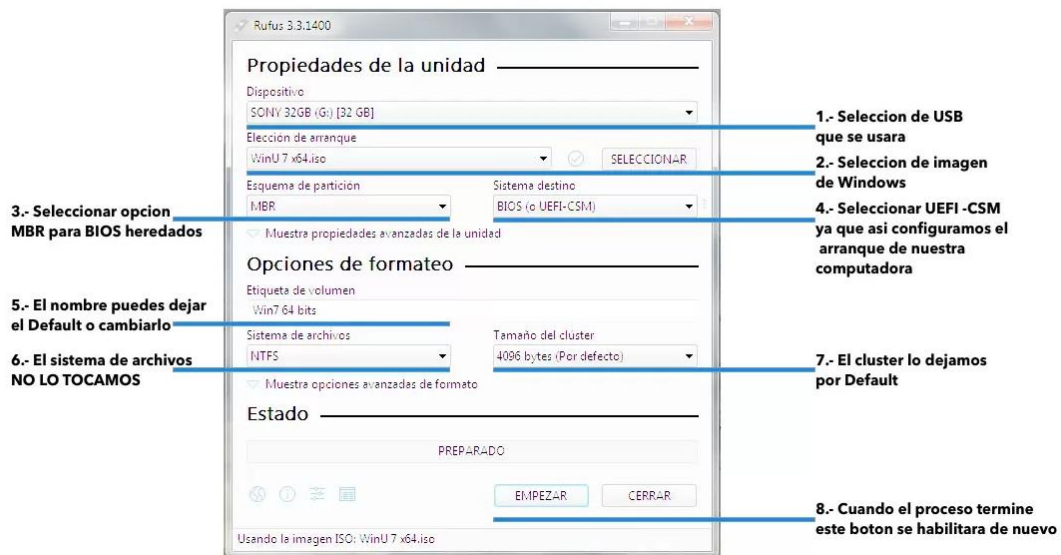 Rufus 3.3.1400
Propiedades de la unidad
Dispositivo
SONY 32GB (G:) [32 GB]
1.- Seleccion de USB
que se usara
Elección de arranque
WinU 7 x64.iso
SELECCIONAR
2.- Seleccion de imagen
de Windows
Esquema de partición
Sistema destino
MBR
BIOS (o UEFI-CSM)
3.- Seleccionar opcion
MBR para BIOS heredados
4.- Seleccionar UEFI -CSM
ya que asi configuramos el
arranque de nuestra
computadora
Muestra propiedades avanzadas de la unidad
Opciones de formateo
Etiqueta de volumen
Win7 64 bits
5.- El nombre puedes dejar
el Default o cambiarlo
Sistema de archivos
Tamaño del clúster
NTFS
4096 bytes (Por defecto)
6.- El sistema de archivos
NO LO TOCAMOS
7.- El cluster lo dejamos
por Default
Muestra opciones avanzadas de formato
Estado
PREPARADO
EMPEZAR
CERRAR
8.- Cuando el proceso termine
este boton se habilitara de nuevo
Usando la imagen ISO: WinU 7 x64.iso